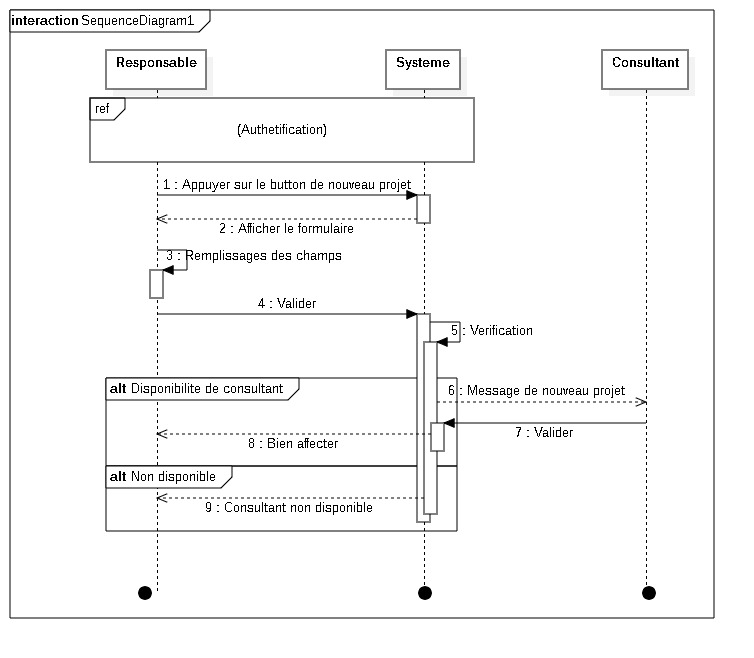 interaction SequenceDiagram1
Responsable
Systeme
Consultant
ref
(Authetification)
1 : Appuyer sur le button de nouveau projet
2 : Afficher le formulaire
3 : Remplissages des champs
4 : Valider
5 : Verification
alt Disponibilite de consultant
6 : Message de nouveau projet
7 : Valider
8 : Bien affecter
alt Non disponible
9 : Consultant non disponible